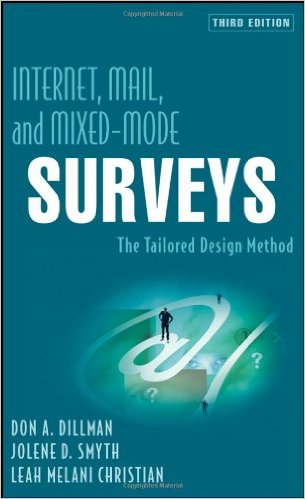 THIRD EDITION
INTERNET, MAIL,
and MIXED-MODE
SURVEYS
The Tailored Design Method
@
?
?
DON A. DILLMAN
JOLENE D. SMYTH
LEAH MELANI CHRISTIAN